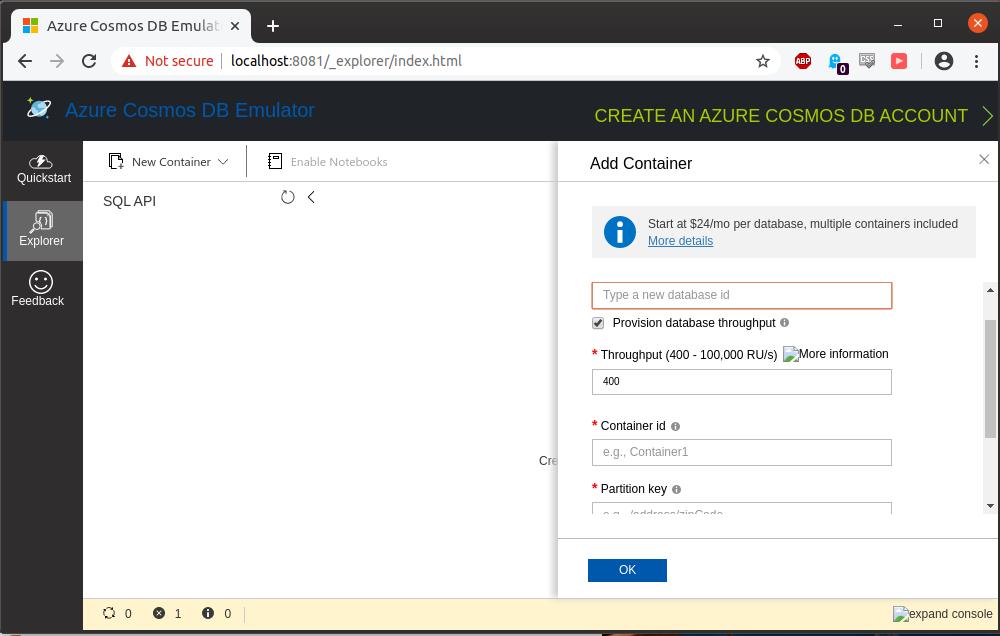 Azure Cosmos DB Emulat
Not secure
localhost:8081/_explorer/index.html
ABP
0
CSP
Azure Cosmos DB Emulator
CREATE AN AZURE COSMOS DB ACCOUNT
Quickstart
Explorer
Feedback
New Container
Enable Notebooks
SQL API
Cre
Add Container
Start at $24/mo per database, multiple containers included
More details
Type a new database id
Provision database throughput
* Throughput (400 - 100,000 RU/s) More information
400
* Container id
e.g., Container1
* Partition key
e.g., /address/zipCode
OK
0
1
0
expand console